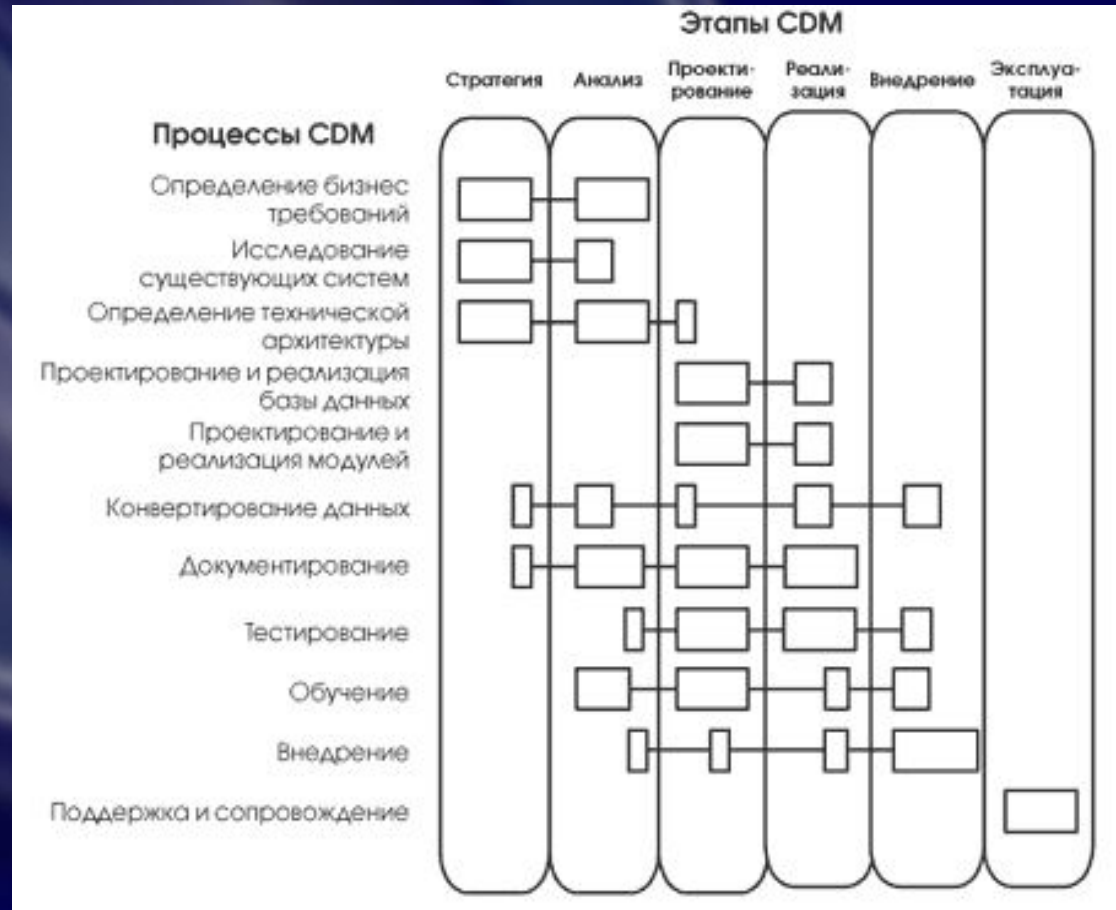 Этапы CDM
Стратегия Анализ Проекти- Реали- Внедрение Эксплуа-
рование зация тация
Процессы CDM
Определение бизнес
требований
Исследование
существующих систем
Определение технической
архитектуры
Проектирование и реализация
базы данных
Проектирование и
реализация модулей
Конвертирование данных
Документирование
Тестирование
Обучение
Внедрение
Поддержка и сопровождение